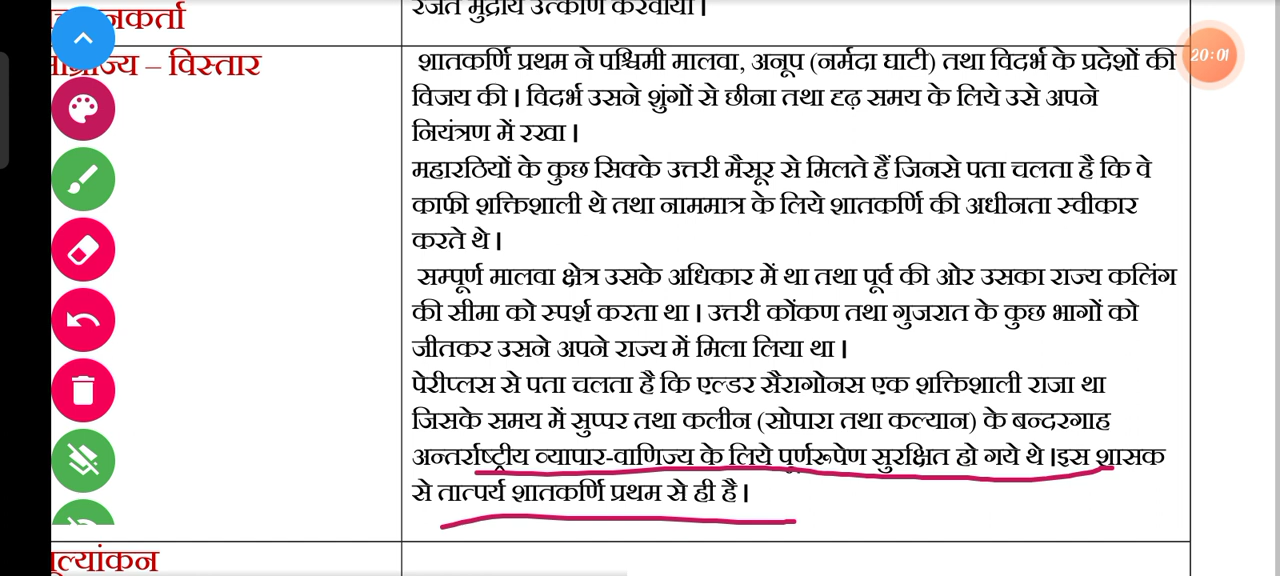 रजत मुद्रायें उत्कीर्ण करवायी।
साम्राज्य – विस्तार
शातकर्णि प्रथम ने पश्चिमी मालवा, अनूप (नर्मदा घाटी) तथा विदर्भ के प्रदेशों की
20:01
विजय की। विदर्भ उसने शुंगों से छीना तथा दृढ़ समय के लिये उसे अपने
नियंत्रण में रखा।
महारठियों के कुछ सिक्के उत्तरी मैसूर से मिलते हैं जिनसे पता चलता है कि वे
काफी शक्तिशाली थे तथा नाममात्र के लिये शातकर्णि की अधीनता स्वीकार
करते थे।
सम्पूर्ण मालवा क्षेत्र उसके अधिकार में था तथा पूर्व की ओर उसका राज्य कलिंग
की सीमा को स्पर्श करता था। उत्तरी कोंकण तथा गुजरात के कुछ भागों को
जीतकर उसने अपने राज्य में मिला लिया था।
पेरीप्लस से पता चलता है कि एल्डर सैरागोनस एक शक्तिशाली राजा था
जिसके समय में सुप्पर तथा कलीन (सोपारा तथा कल्यान) के बन्दरगाह
अन्तर्राष्ट्रीय व्यापार-वाणिज्य के लिये पूर्णरूपेण सुरक्षित हो गये थे।इस शासक
से तात्पर्य शातकर्णि प्रथम से ही है।